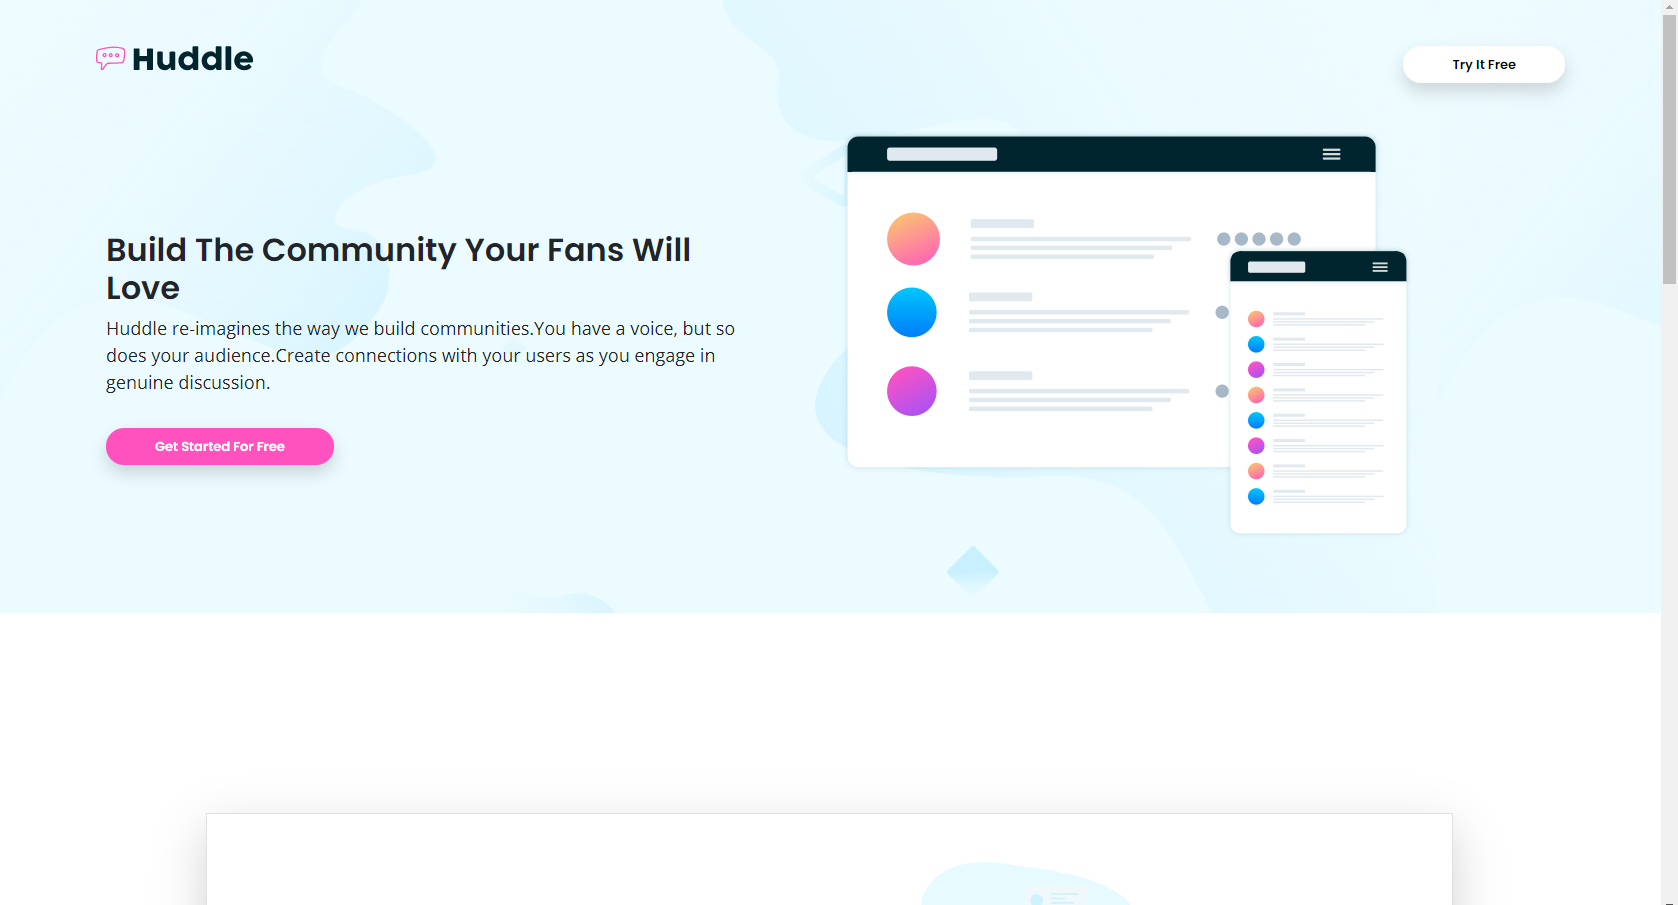 Huddle
Try It Free
Build The Community Your Fans Will
Love
Huddle re-imagines the way we build communities.You have a voice, but so
does your audience.Create connections with your users as you engage in
genuine discussion.
Get Started For Free